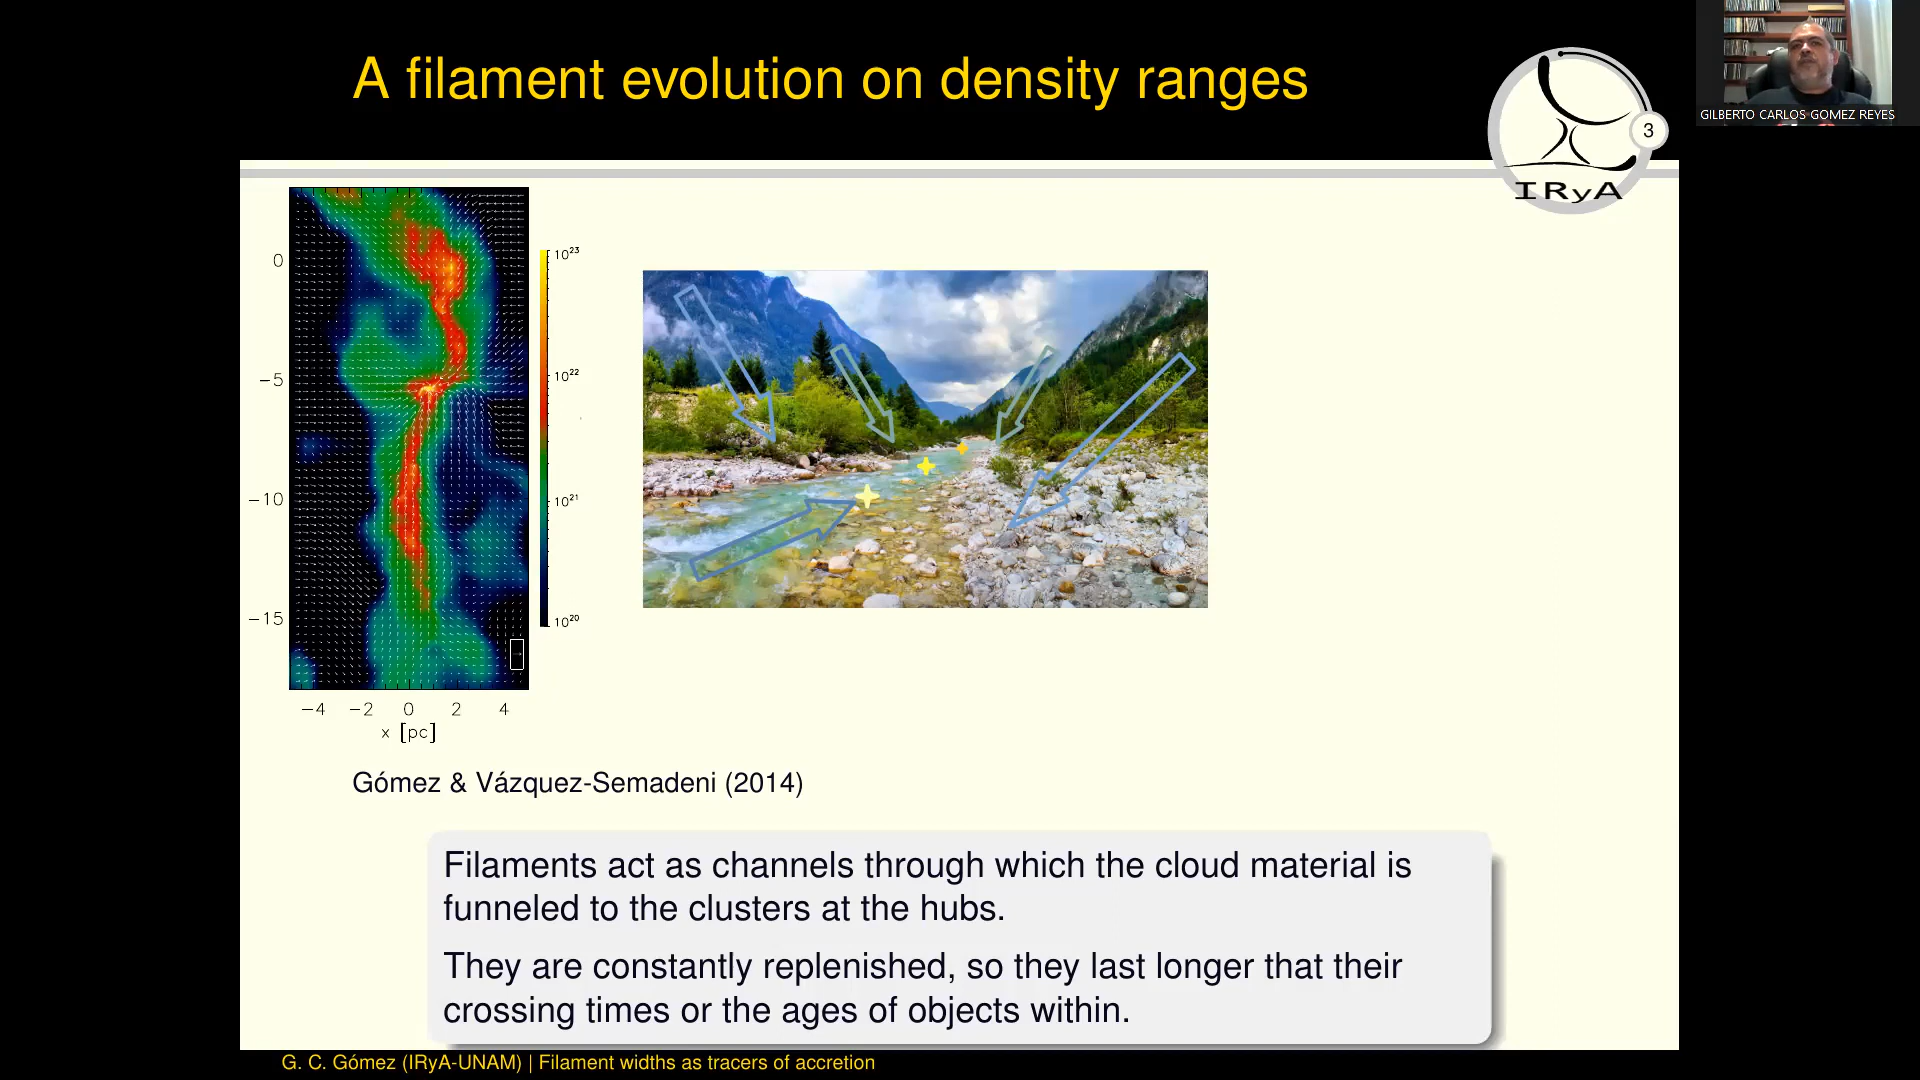 A filament evolution on density ranges
3
IRyA
GILBERTO CARLOS GOMEZ REYES
0
−5
−10
−15
−4 −2 0 2 4
x [pc]
10²³
10²²
10²¹
10²⁰
Gómez & Vázquez-Semadeni (2014)
Filaments act as channels through which the cloud material is
funneled to the clusters at the hubs.
They are constantly replenished, so they last longer that their
crossing times or the ages of objects within.
G. C. Gómez (IRyA-UNAM) | Filament widths as tracers of accretion